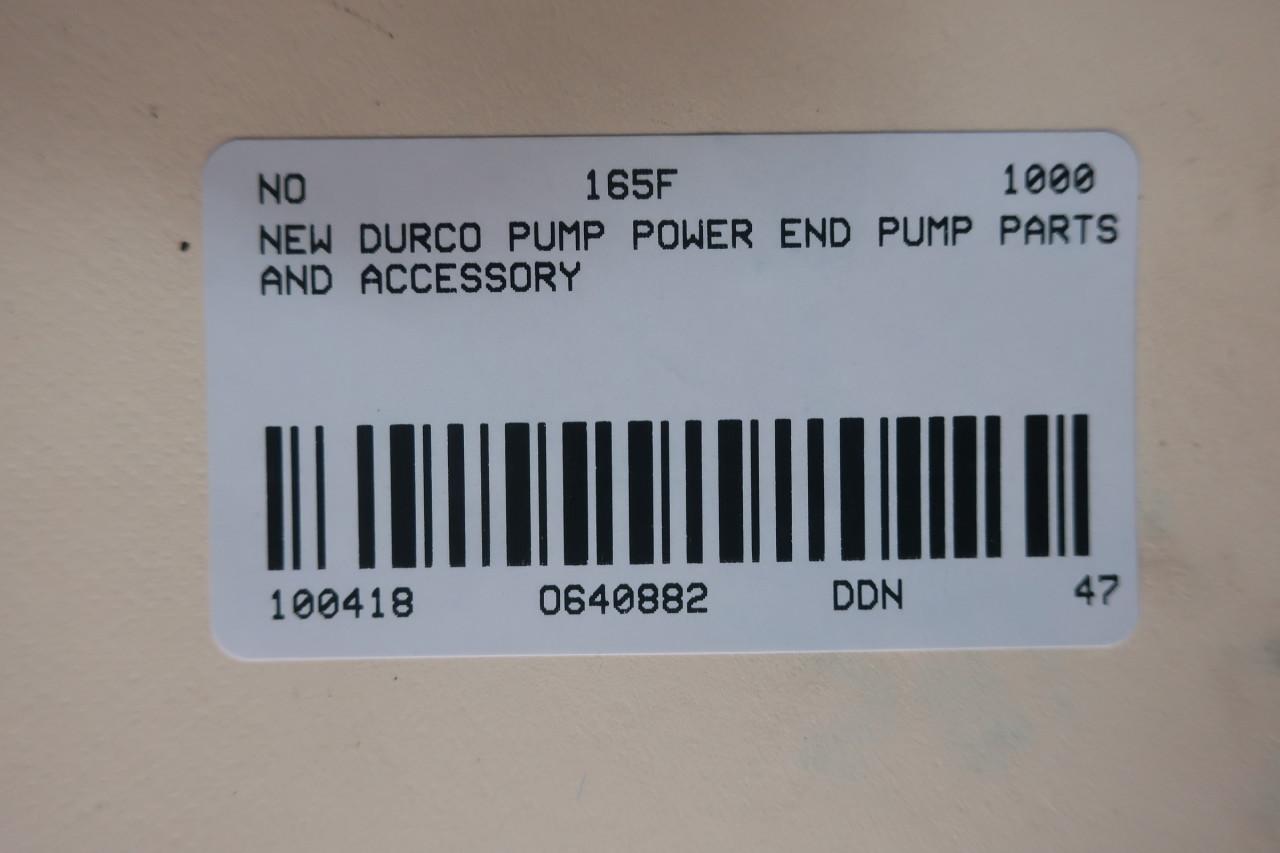 NO 165F 1000
NEW DURCO PUMP POWER END PUMP PARTS
AND ACCESSORY
100418 0640882 DDN 47